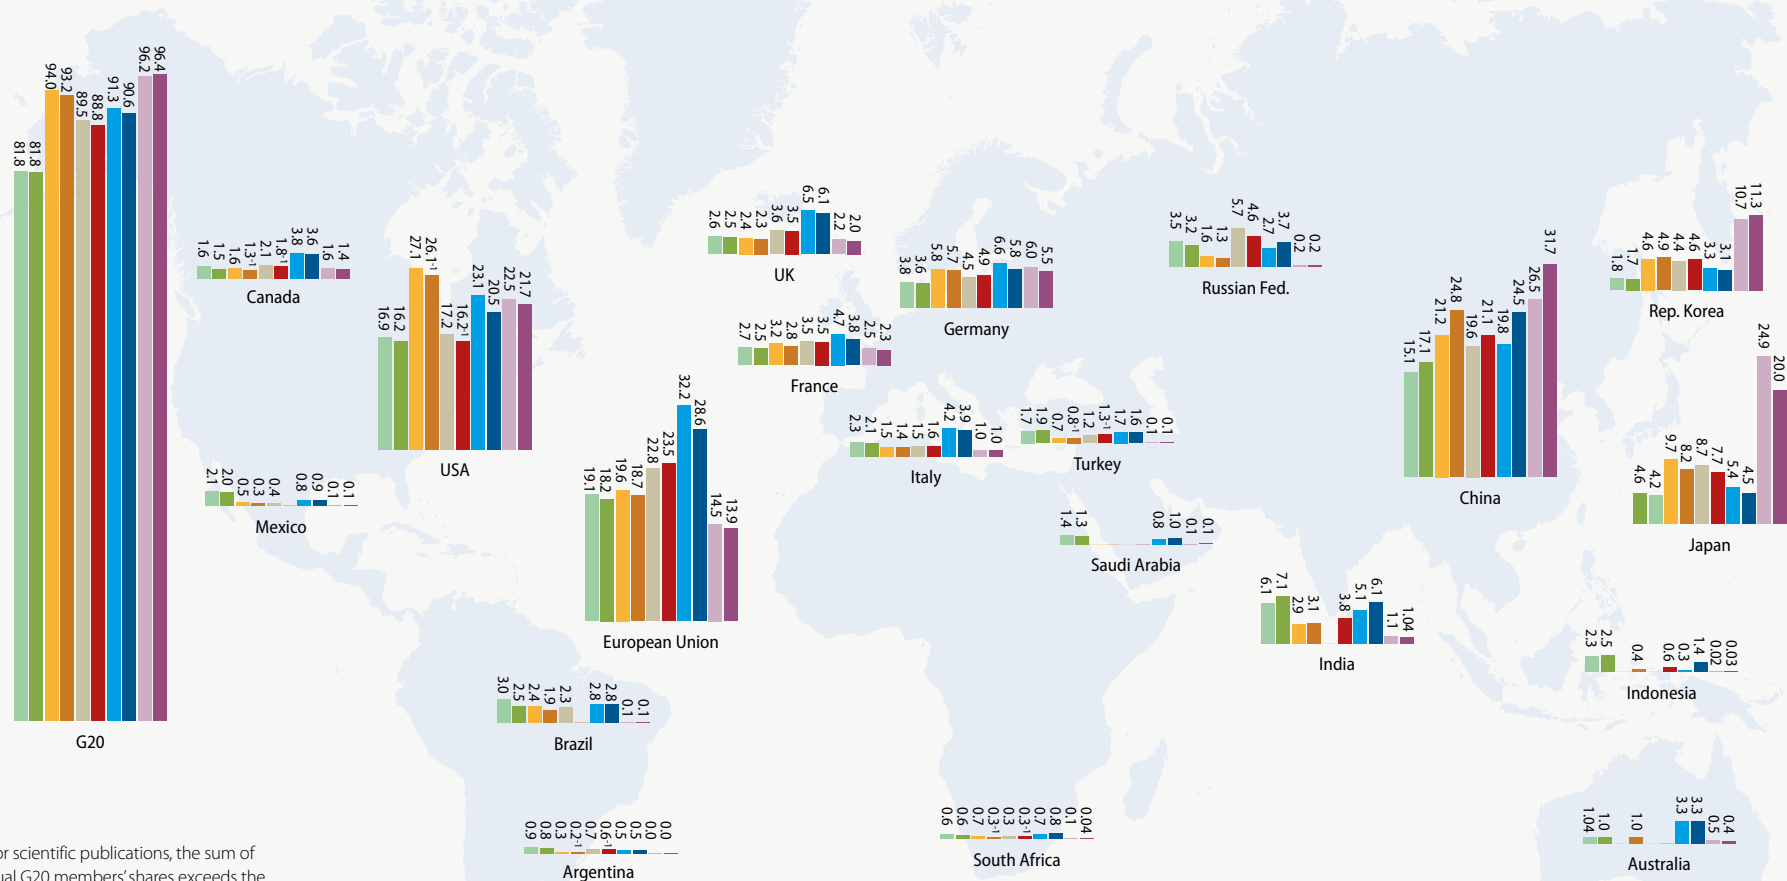 81.8 81.8 94.0 93.2 89.5 88.8 91.3 90.6 96.2 96.4
G20
1.6 1.5 1.6 1.3-1 2.1 1.8-1 3.8 3.6 1.6 1.4
Canada
16.9 16.2 27.1 26.1-1 17.2 16.2-1 23.1 20.5 22.5 21.7
USA
2.1 2.0 0.5 0.3 0.4 0.8 0.9 0.1 0.1
Mexico
19.1 18.2 19.6 18.7 22.8 23.5 32.2 28.6 14.5 13.9
European Union
3.0 2.5 2.4 1.9 2.3 2.8 2.8 0.1 0.1
Brazil
0.9 0.8 0.3 0.2-1 0.7 0.6-1 0.5 0.5 0.0 0.0
Argentina
2.6 2.5 2.4 2.3 3.6 3.5 6.5 6.1 2.2 2.0
UK
2.7 2.5 3.2 2.8 3.5 3.5 4.7 3.8 2.5 2.3
France
3.8 3.6 5.8 5.7 4.5 4.9 6.6 5.8 6.0 5.5
Germany
2.3 2.1 1.5 1.4 1.5 1.6 4.2 3.9 1.0 1.0
Italy
1.7 1.9 0.7 0.8-1 1.2 1.3-1 1.7 1.6 0.1 0.1
Turkey
3.5 3.2 1.6 1.3 5.7 4.6 2.7 3.7 0.2 0.2
Russian Fed.
1.4 1.3 0.8 1.0 0.1 0.1
Saudi Arabia
0.6 0.6 0.7 0.3-1 0.3 0.3-1 0.7 0.8 0.1 0.04
South Africa
6.1 7.1 2.9 3.1 3.8 5.1 6.1 1.1 1.04
India
15.1 17.1 21.2 24.8 19.6 21.1 19.8 24.5 26.5 31.7
China
1.8 1.7 4.6 4.9 4.4 4.6 3.3 3.1 10.7 11.3
Rep. Korea
4.6 4.2 9.7 8.2 8.7 7.7 5.4 4.5 24.9 20.0
Japan
2.3 2.5 0.4 0.6 0.3 1.4 0.02 0.03
Indonesia
1.04 1.0 1.0 3.3 3.3 0.5 0.4
Australia
or scientific publications, the sum of
ual G20 members' shares exceeds the